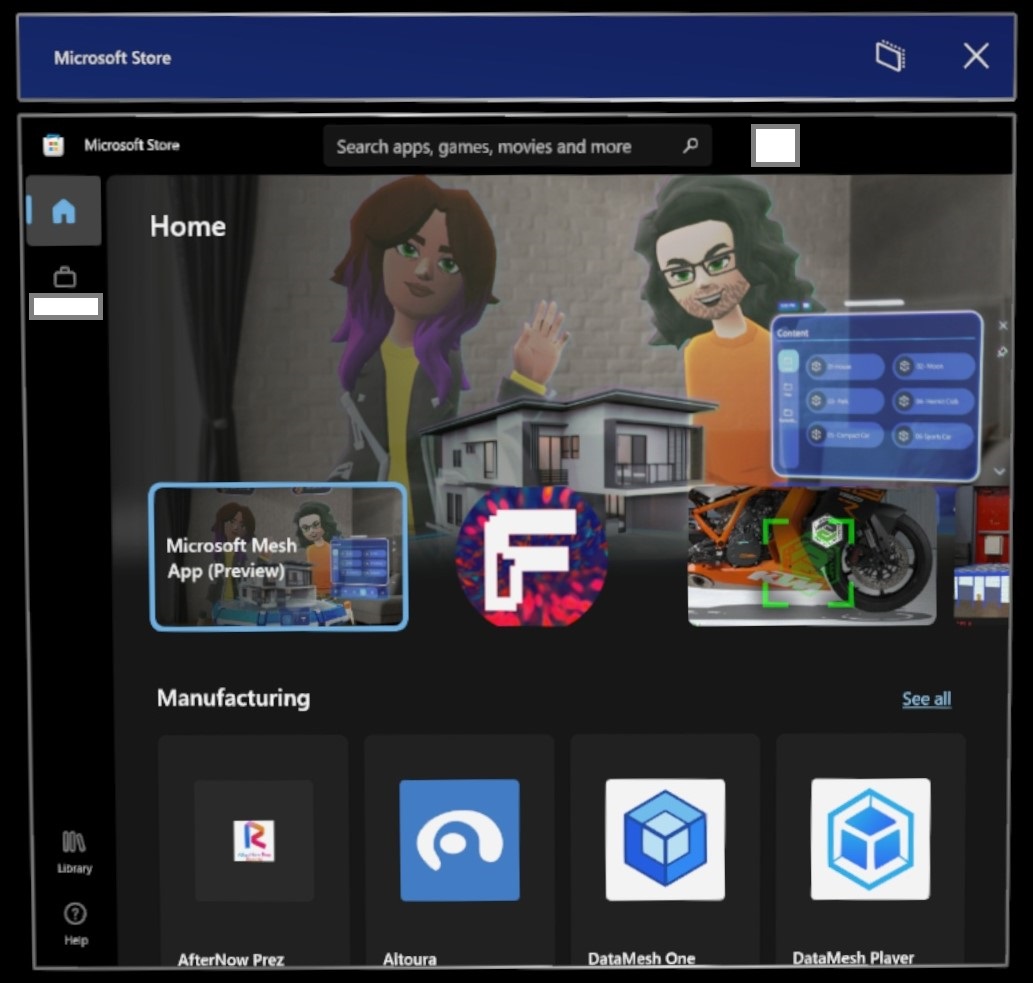 Microsoft Store
Microsoft Store
Search apps, games, movies and more
Home
Content
Microsoft Mesh
App (Preview)
F
Manufacturing
See all
Library
Help
AfterNow Prez
Altoura
DataMesh One
DataMesh Player